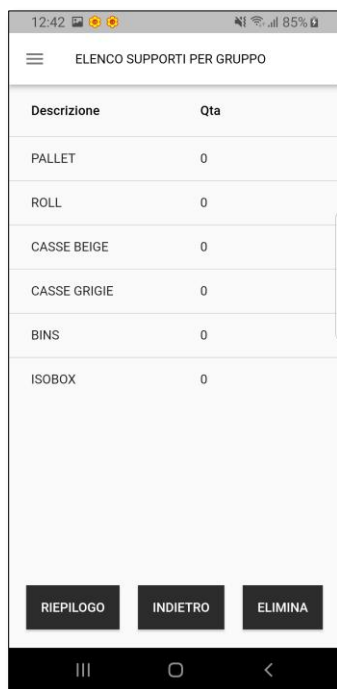 12:42 85%
ELENCO SUPPORTI PER GRUPPO
Descrizione Qta
PALLET 0
ROLL 0
CASSE BEIGE 0
CASSE GRIGIE 0
BINS 0
ISOBOX 0
RIEPILOGO INDIETRO ELIMINA